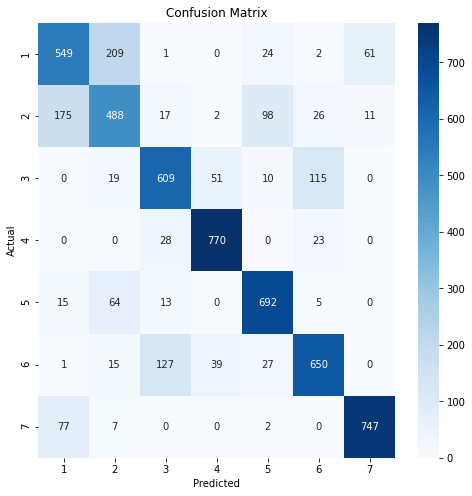 Confusion Matrix
Actual
1 549 209 1 0 24 2 61
2 175 488 17 2 98 26 11
3 0 19 609 51 10 115 0
4 0 0 28 770 0 23 0
5 15 64 13 0 692 5 0
6 1 15 127 39 27 650 0
7 77 7 0 0 2 0 747
1 2 3 4 5 6 7
Predicted
700
600
500
400
300
200
100
0